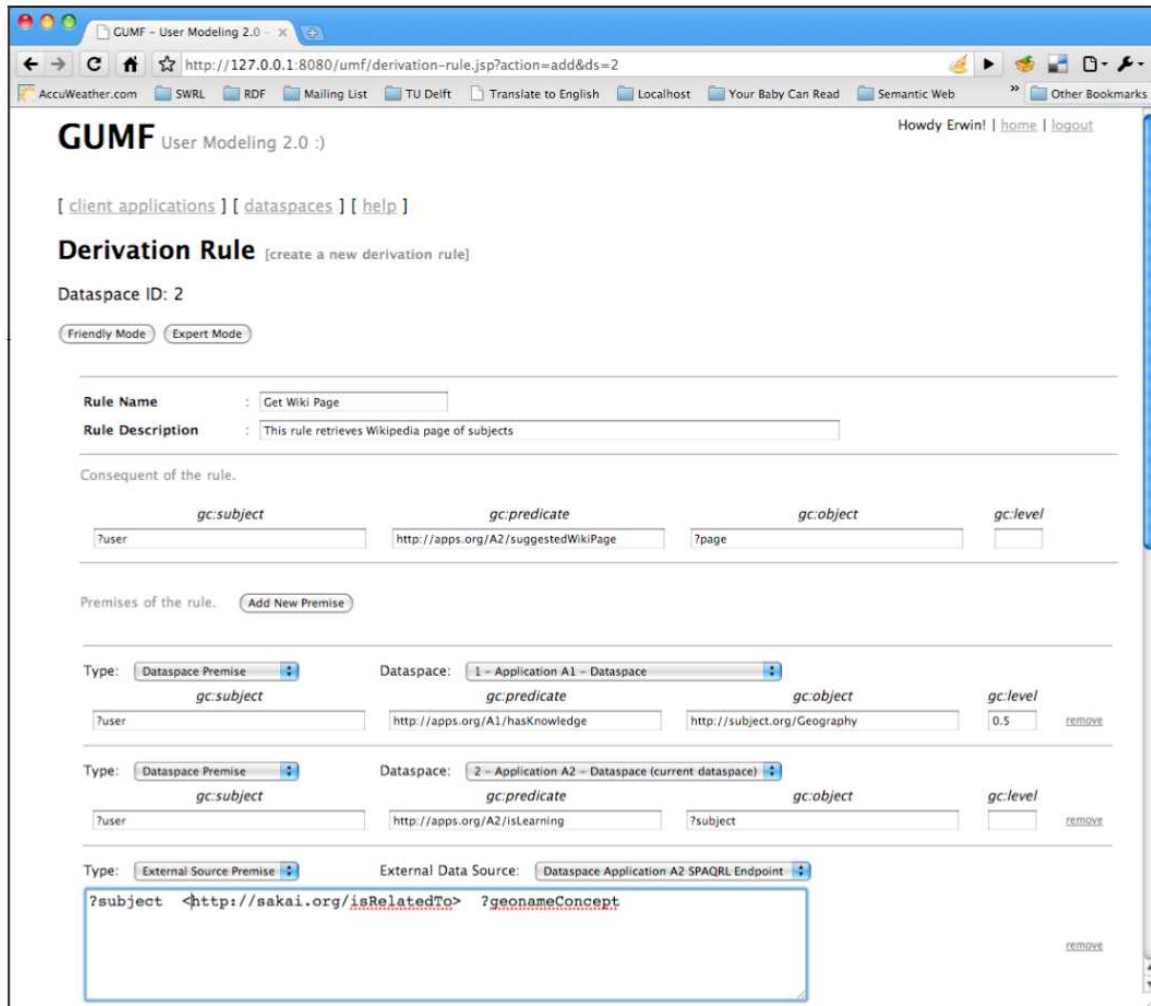 GUMF - User Modeling 2.0 -
http://127.0.0.1:8080/umf/derivation-rule.jsp?action=add&ds=2
AccuWeather.com SWRL RDF Mailing List TU Delft Translate to English Localhost Your Baby Can Read Semantic Web » Other Bookmarks
Howdy Erwin! | home | logout
GUMF User Modeling 2.0 :)
[ client applications ] [ dataspaces ] [ help ]
Derivation Rule [create a new derivation rule]
Dataspace ID: 2
Friendly Mode Expert Mode
Rule Name : Get Wiki Page
Rule Description : This rule retrieves Wikipedia page of subjects
Consequent of the rule.
gc:subject gc:predicate gc:object gc:level
?user http://apps.org/A2/suggestedWikiPage ?page
Premises of the rule. Add New Premise
Type: Dataspace Premise Dataspace: 1 - Application A1 - Dataspace
gc:subject gc:predicate gc:object gc:level
?user http://apps.org/A1/hasKnowledge http://subject.org/Geography 0.5 remove
Type: Dataspace Premise Dataspace: 2 - Application A2 - Dataspace (current dataspace)
gc:subject gc:predicate gc:object gc:level
?user http://apps.org/A2/isLearning ?subject remove
Type: External Source Premise External Data Source: Dataspace Application A2 SPAQRL Endpoint
?subject <http://sakai.org/isRelatedTo> ?geonameConcept
remove